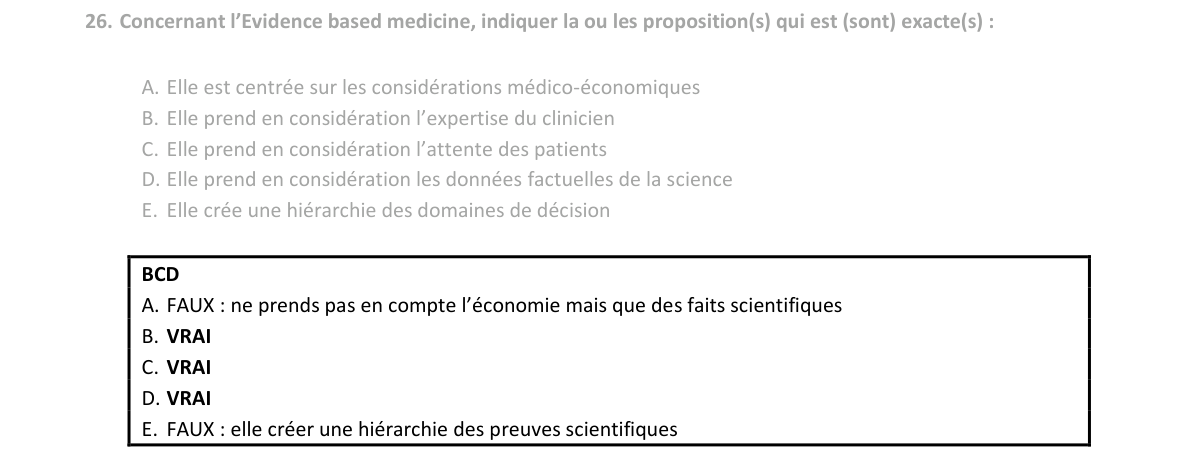 26. Concernant l’Evidence based medicine, indiquer la ou les proposition(s) qui est (sont) exacte(s) :
A. Elle est centrée sur les considérations médico-économiques
B. Elle prend en considération l’expertise du clinicien
C. Elle prend en considération l’attente des patients
D. Elle prend en considération les données factuelles de la science
E. Elle crée une hiérarchie des domaines de décision
BCD
A. FAUX : ne prends pas en compte l’économie mais que des faits scientifiques
B. VRAI
C. VRAI
D. VRAI
E. FAUX : elle créer une hiérarchie des preuves scientifiques